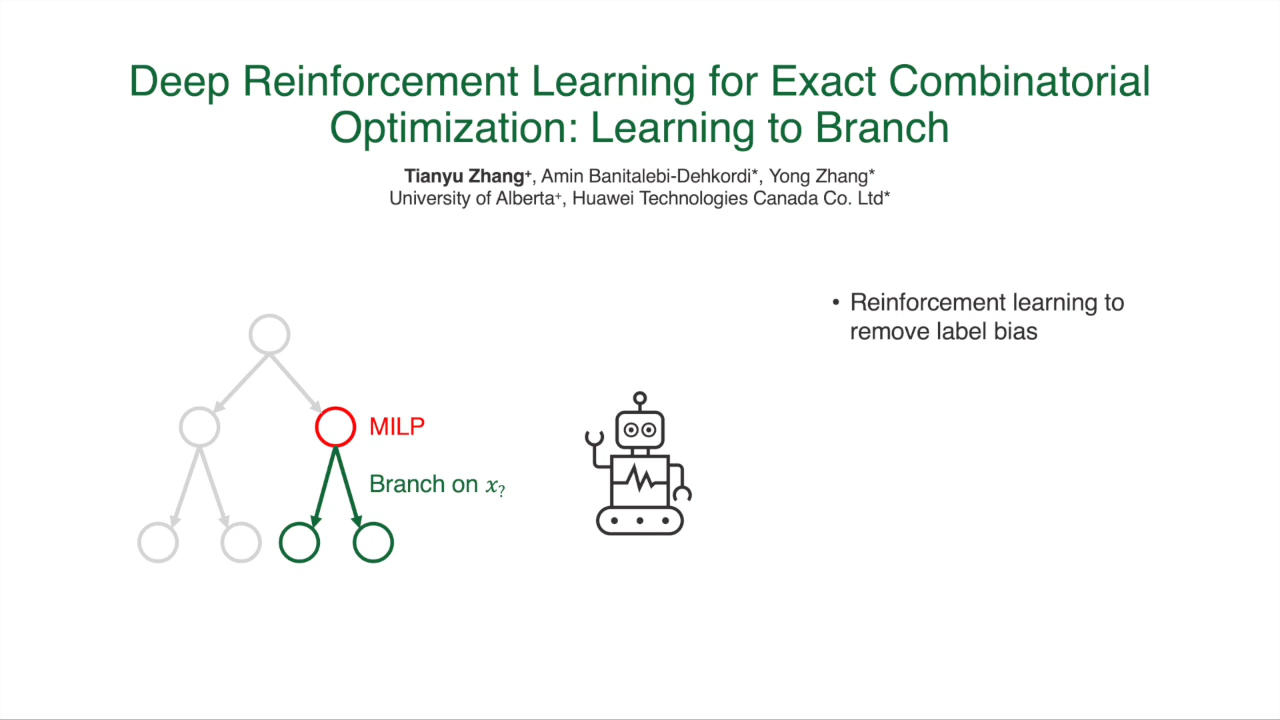 Deep Reinforcement Learning for Exact Combinatorial
Optimization: Learning to Branch
Tianyu Zhang⁺, Amin Banitalebi-Dehkordi*, Yong Zhang*
University of Alberta⁺, Huawei Technologies Canada Co. Ltd*
• Reinforcement learning to
remove label bias
MILP
Branch on x?